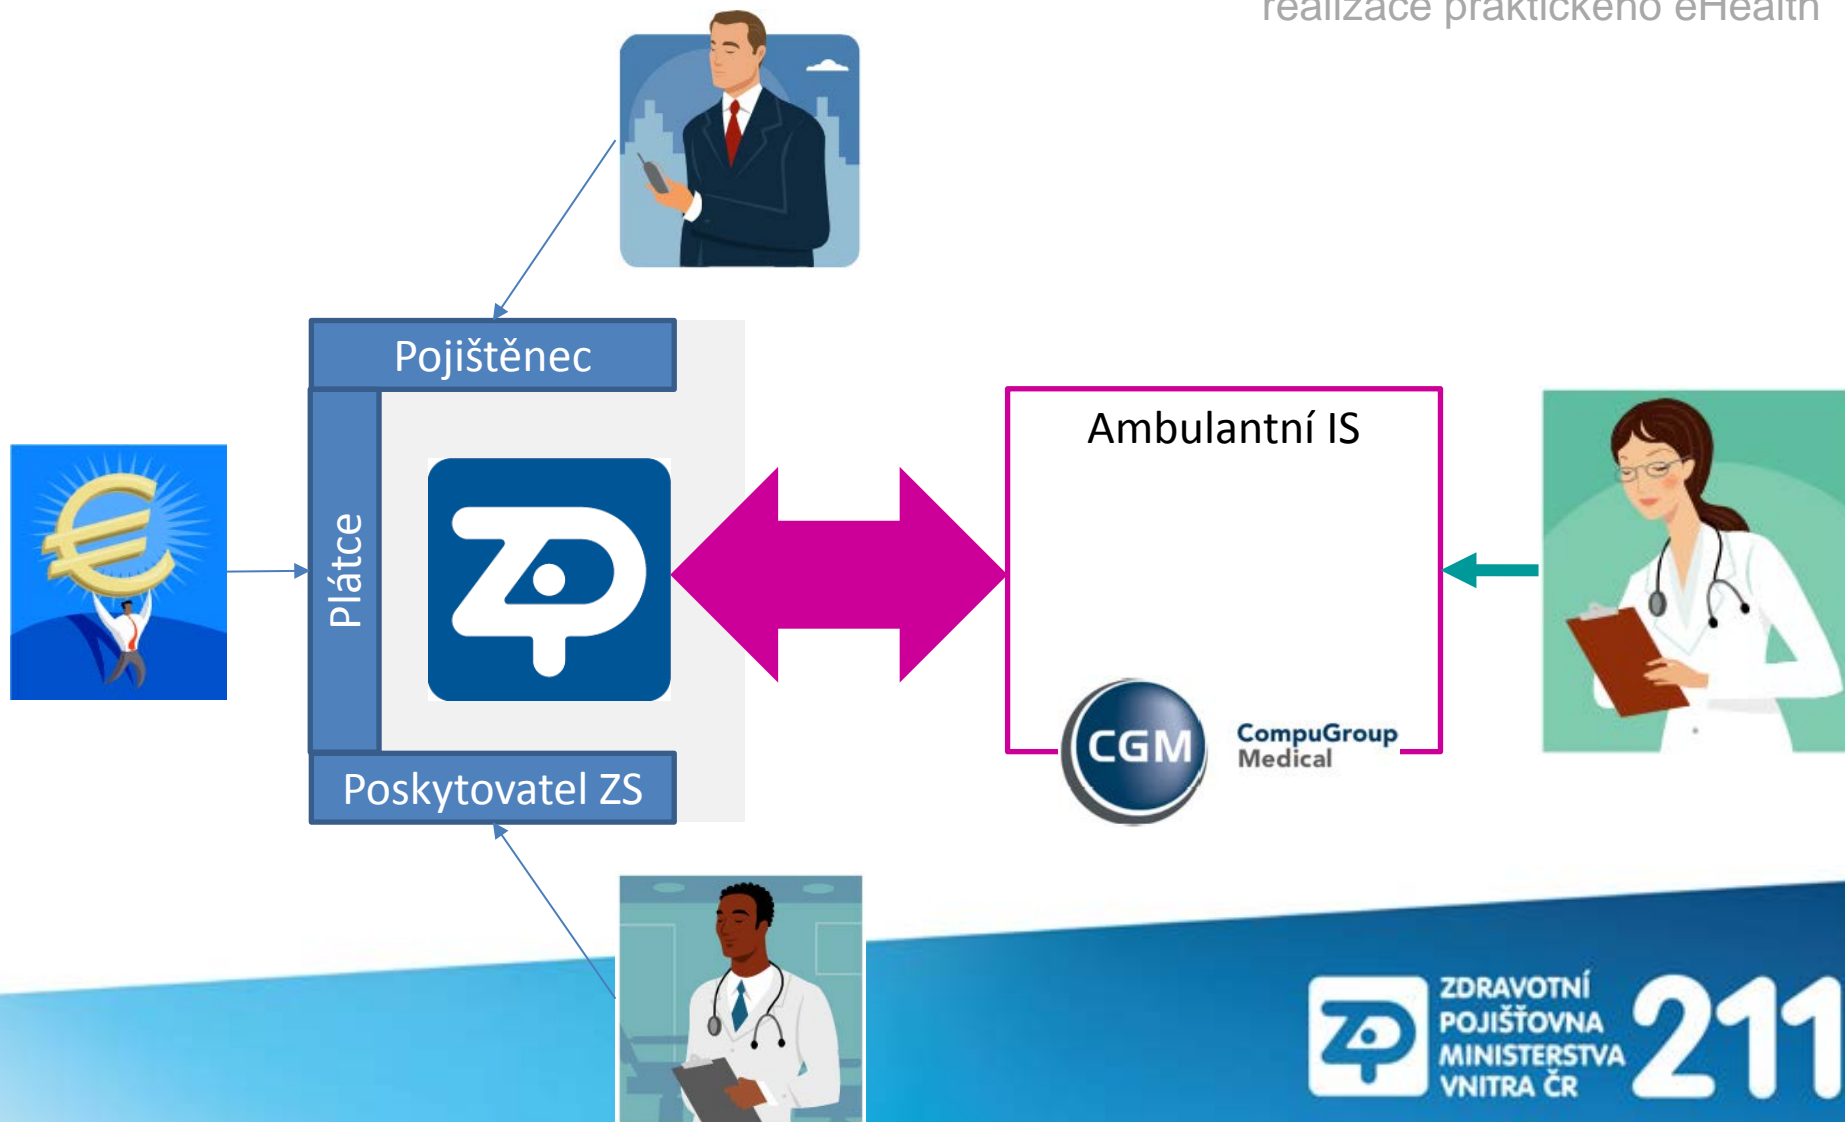 realizace praktického eHealth
Pojištěnec
Plátce
Poskytovatel ZS
Ambulantní IS
CGM
CompuGroup
Medical
ZDRAVOTNÍ
POJIŠŤOVNA
MINISTERSTVA
VNITRA ČR
211